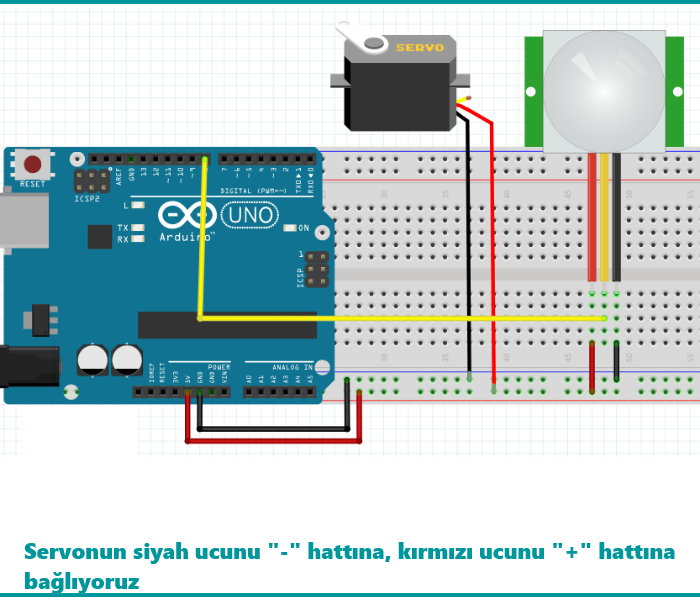 SERVO
RESET
ICSP2
AREF
GND
13
12
~11
~10
~9
8
7
~6
~5
4
~3
2
TX▶1
RX◀0
DIGITAL (PWM=~)
L
TX
RX
Arduino
UNO
ON
1
ICSP
IOREF
RESET
3V3
5V
GND
GND
VIN
POWER
ANALOG IN
A0
A1
A2
A3
A4
A5
30
35
40
45
50
55
30
35
40
45
50
55
Servonun siyah ucunu "-" hattına, kırmızı ucunu "+" hattına
bağlıyoruz